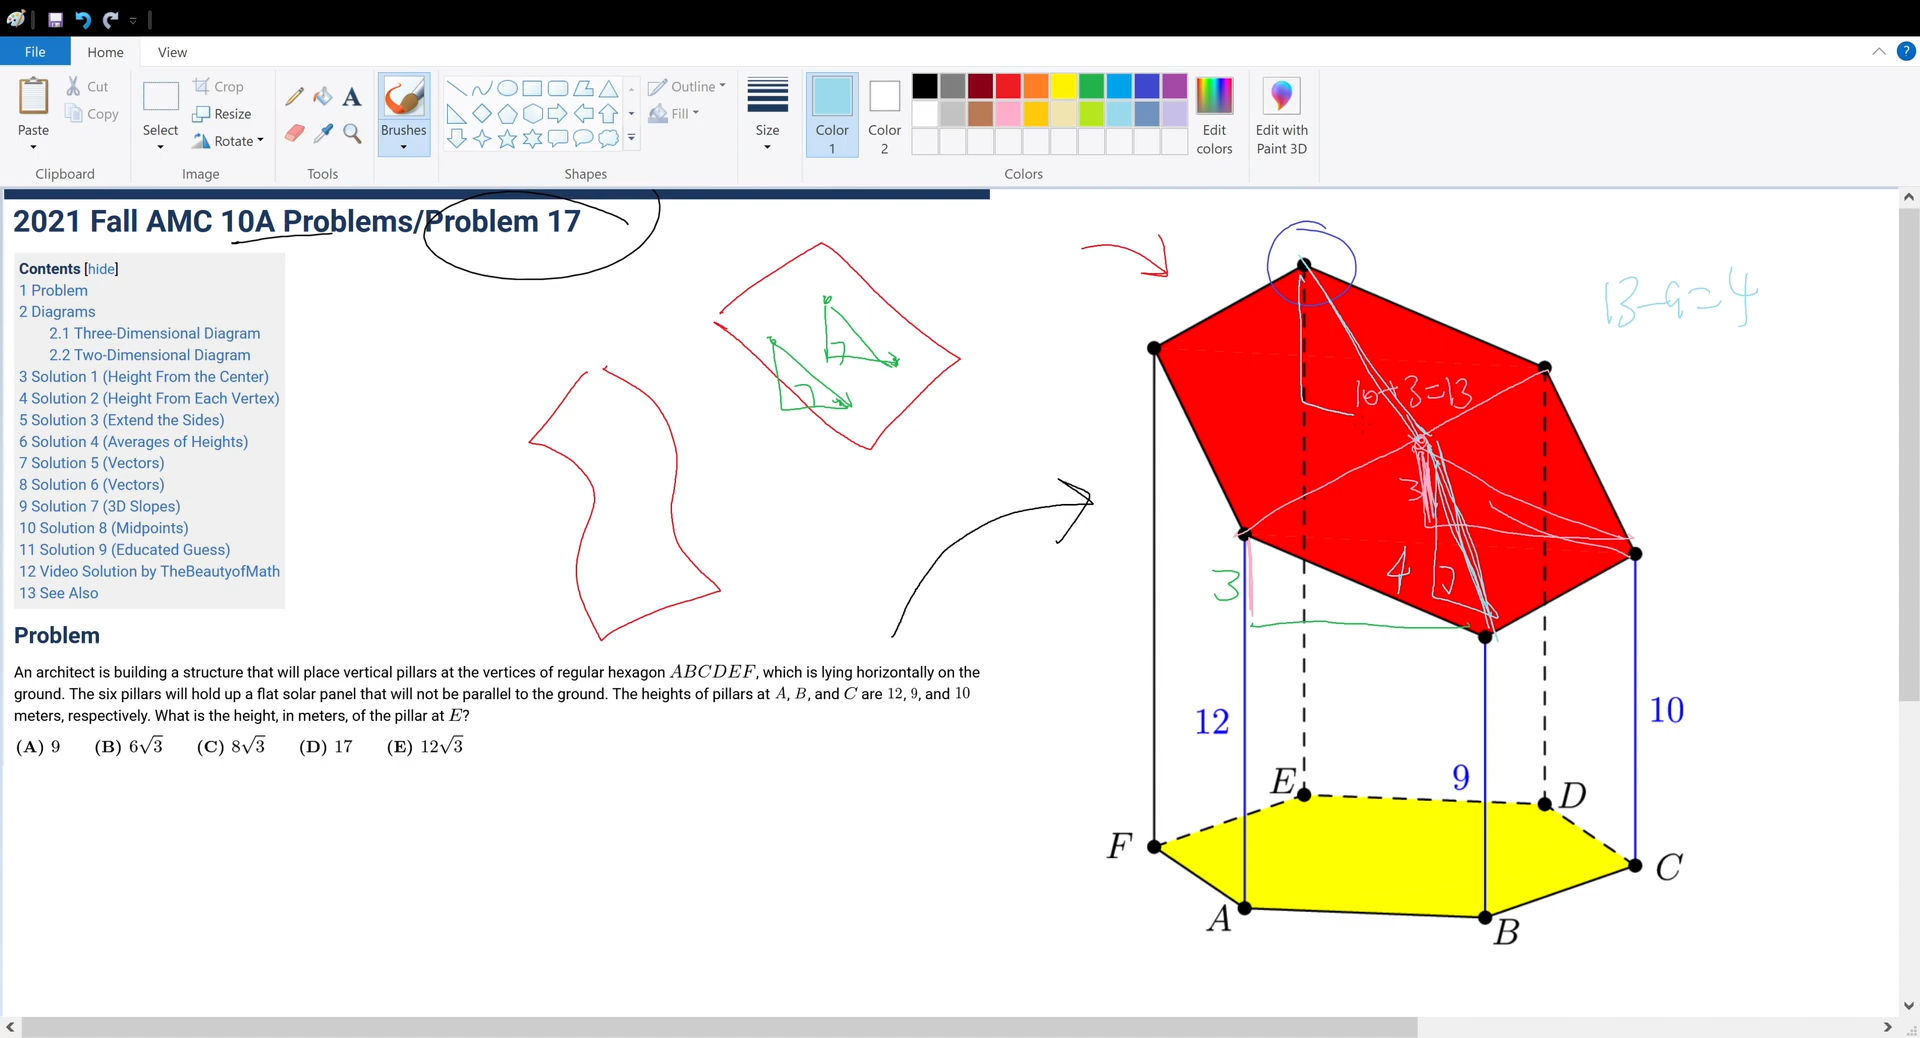 File Home View
Paste Cut Copy Select Crop Resize Rotate Brushes Outline Fill Size Color 1 Color 2 Edit colors Edit with Paint 3D
Clipboard Image Tools Shapes Colors
2021 Fall AMC 10A Problems/Problem 17
Contents [hide]
1 Problem
2 Diagrams
2.1 Three-Dimensional Diagram
2.2 Two-Dimensional Diagram
3 Solution 1 (Height From the Center)
4 Solution 2 (Height From Each Vertex)
5 Solution 3 (Extend the Sides)
6 Solution 4 (Averages of Heights)
7 Solution 5 (Vectors)
8 Solution 6 (Vectors)
9 Solution 7 (3D Slopes)
10 Solution 8 (Midpoints)
11 Solution 9 (Educated Guess)
12 Video Solution by TheBeautyofMath
13 See Also
Problem
An architect is building a structure that will place vertical pillars at the vertices of regular hexagon ABCDEF, which is lying horizontally on the
ground. The six pillars will hold up a flat solar panel that will not be parallel to the ground. The heights of pillars at A, B, and C are 12, 9, and 10
meters, respectively. What is the height, in meters, of the pillar at E?
(A) 9 (B) 6√3 (C) 8√3 (D) 17 (E) 12√3
13-9=4
10+3=13
3
4
3
12
10
9
E
D
F
C
A
B